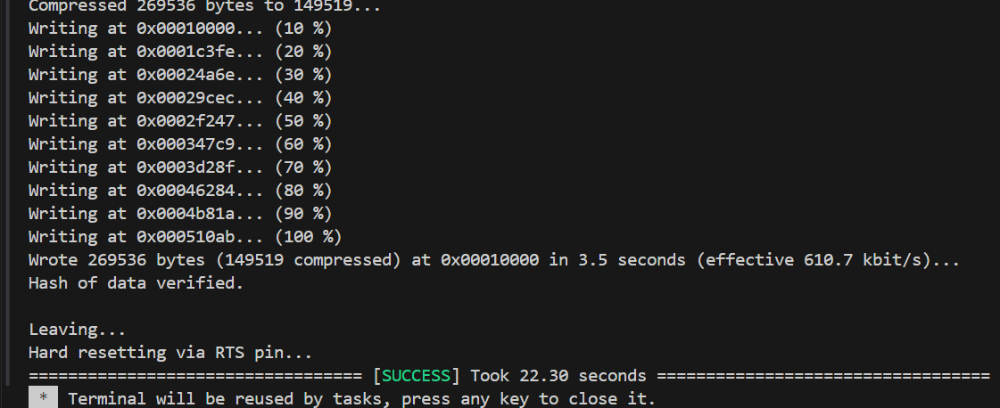 Compressed 269536 bytes to 149519...
Writing at 0x00010000... (10 %)
Writing at 0x0001c3fe... (20 %)
Writing at 0x00024a6e... (30 %)
Writing at 0x00029cec... (40 %)
Writing at 0x0002f247... (50 %)
Writing at 0x000347c9... (60 %)
Writing at 0x0003d28f... (70 %)
Writing at 0x00046284... (80 %)
Writing at 0x0004b81a... (90 %)
Writing at 0x000510ab... (100 %)
Wrote 269536 bytes (149519 compressed) at 0x00010000 in 3.5 seconds (effective 610.7 kbit/s)...
Hash of data verified.
Leaving...
Hard resetting via RTS pin...
================================== [SUCCESS] Took 22.30 seconds ==================================
* Terminal will be reused by tasks, press any key to close it.